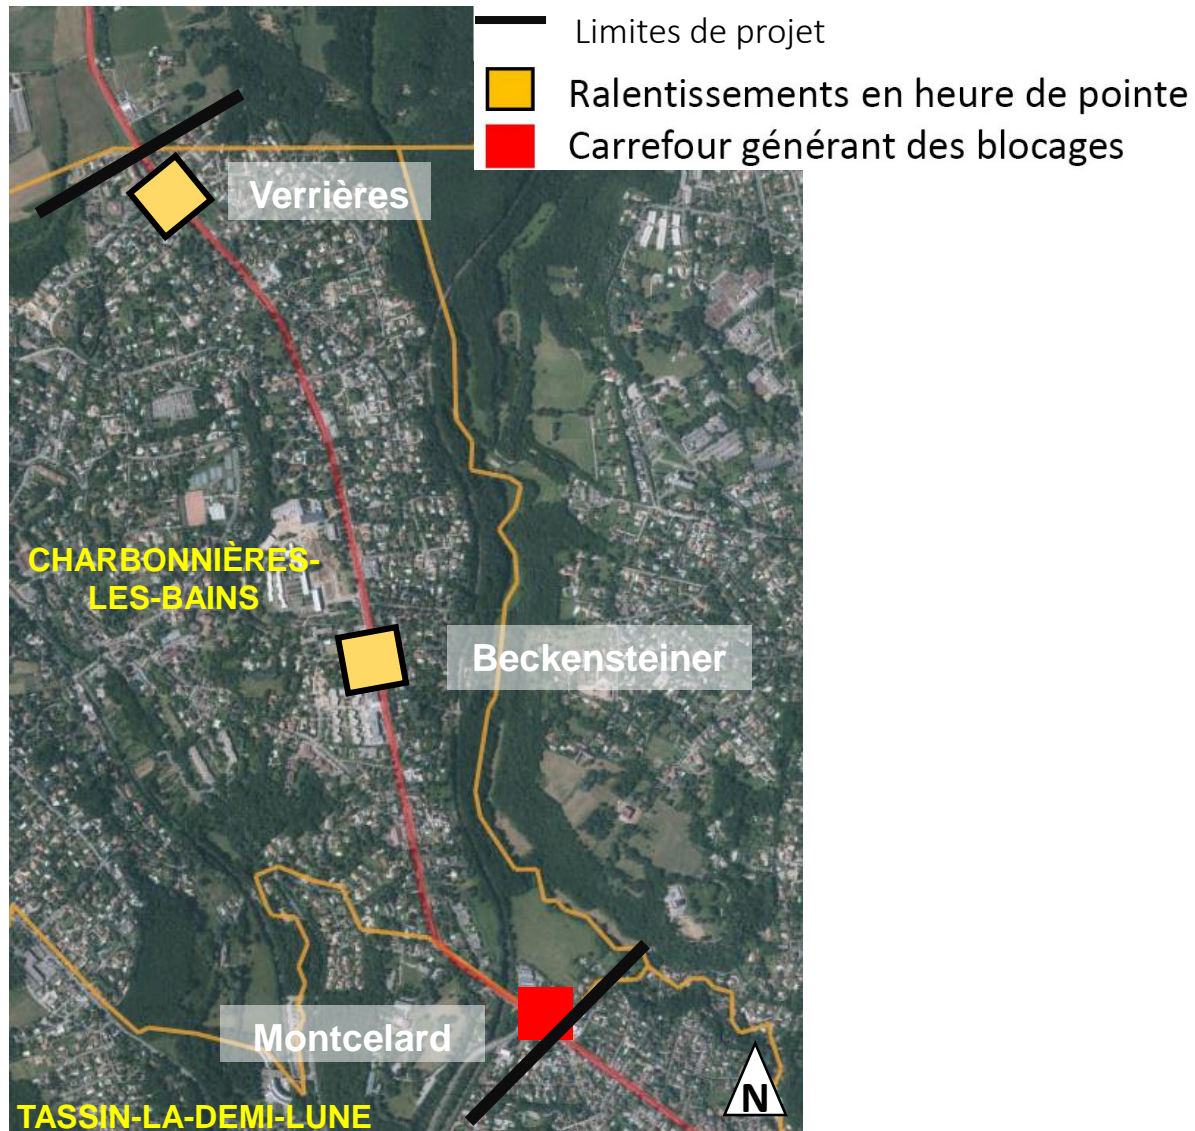 Limites de projet
Ralentissements en heure de pointe
Carrefour générant des blocages
Verrières
CHARBONNIÈRES-
LES-BAINS
Beckensteiner
Montcelard
N
TASSIN-LA-DEMI-LUNE